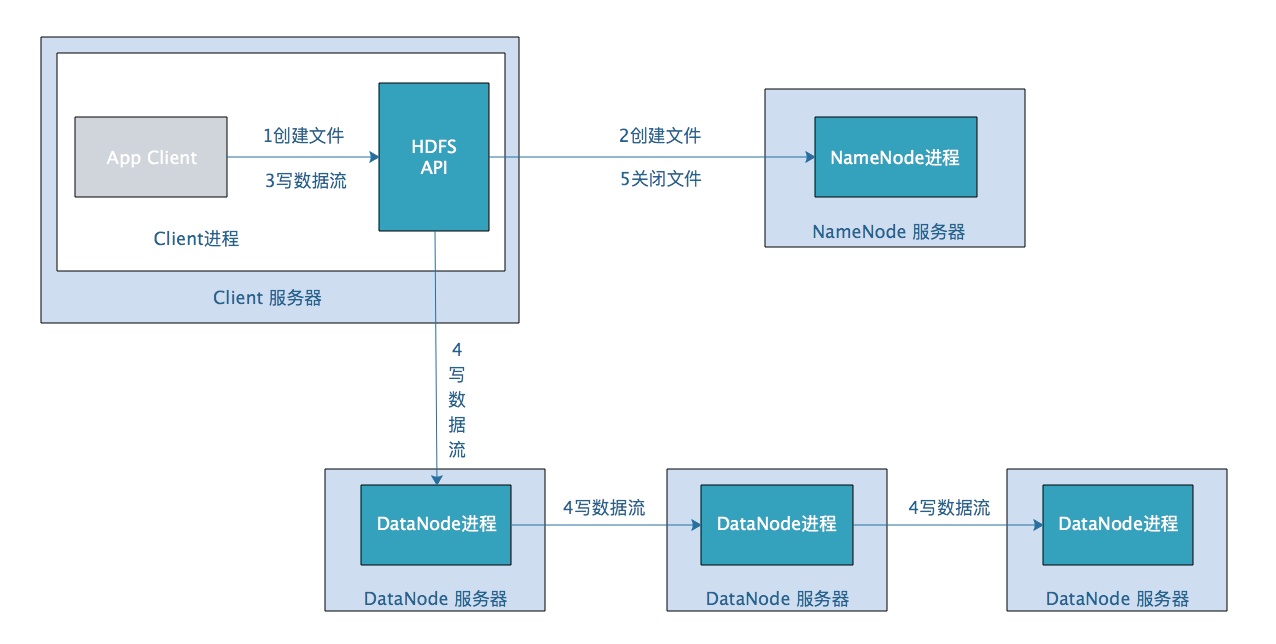 1创建文件
2创建文件
App Client
HDFS
API
NameNode进程
3写数据流
5关闭文件
Client进程
NameNode 服务器
Client 服务器
4
写
数
据
流
DataNode进程
4写数据流
DataNode进程
4写数据流
DataNode进程
DataNode 服务器
DataNode 服务器
DataNode 服务器